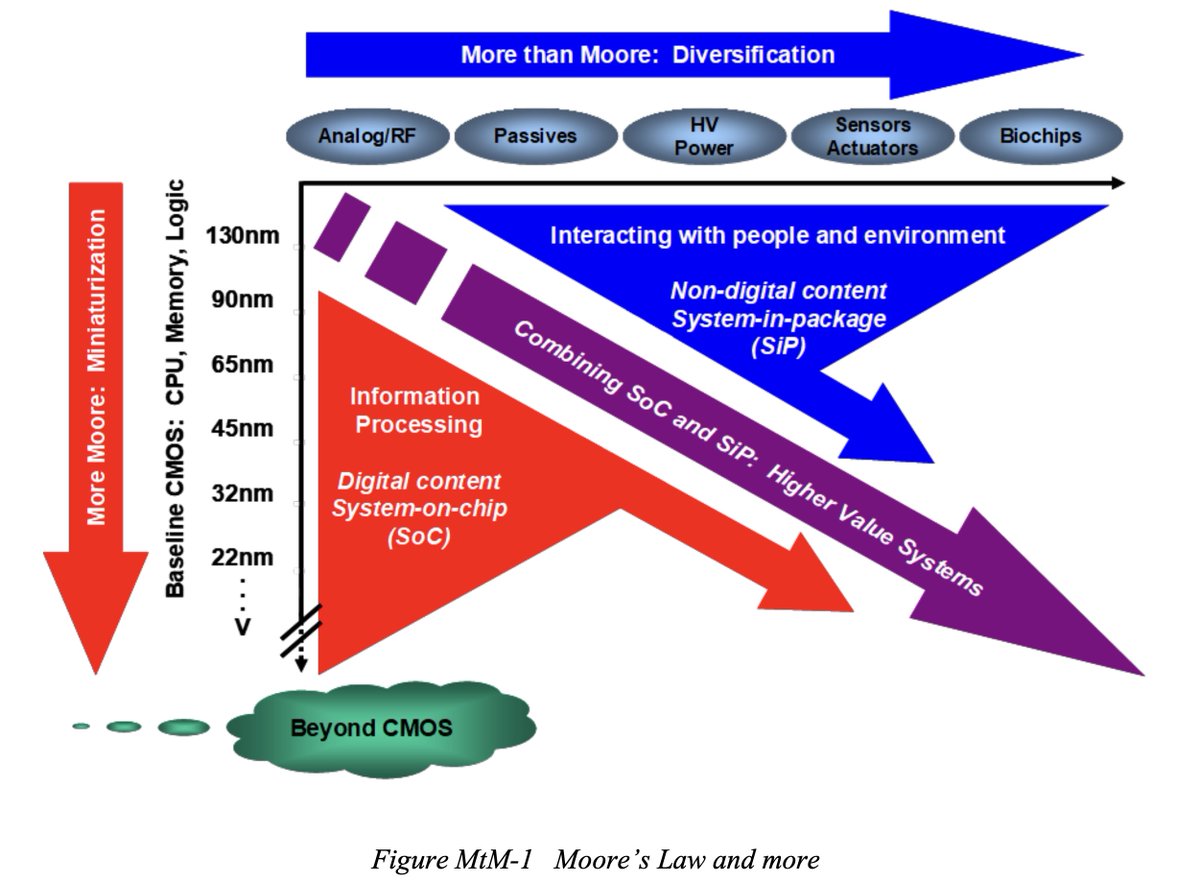 More than Moore: Diversification
Analog/RF
Passives
HV
Power
Sensors
Actuators
Biochips
More Moore: Miniaturization
Baseline CMOS: CPU, Memory, Logic
130nm
90nm
65nm
45nm
32nm
22nm
V
Interacting with people and environment
Non-digital content
System-in-package
(SiP)
Combining SoC and SiP: Higher Value Systems
Information
Processing
Digital content
System-on-chip
(SoC)
Beyond CMOS
Figure MtM-1 Moore’s Law and more